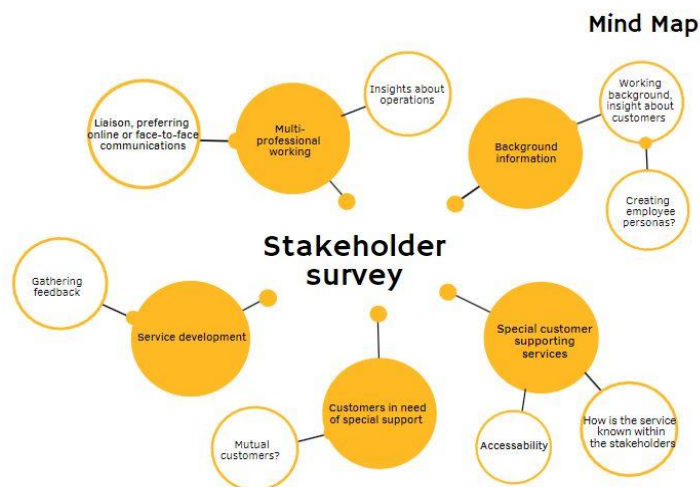 Mind Map
Liaison, preferring
online or face-to-face
communications
Multi-
professional
working
Insights about
operations
Background
information
Working
background,
insight about
customers
Creating
employee
personas?
Stakeholder
survey
Gathering
feedback
Service development
Customers in need
of special support
Mutual
customers?
Special customer
supporting
services
Accessability
How is the service
known within
the stakeholders